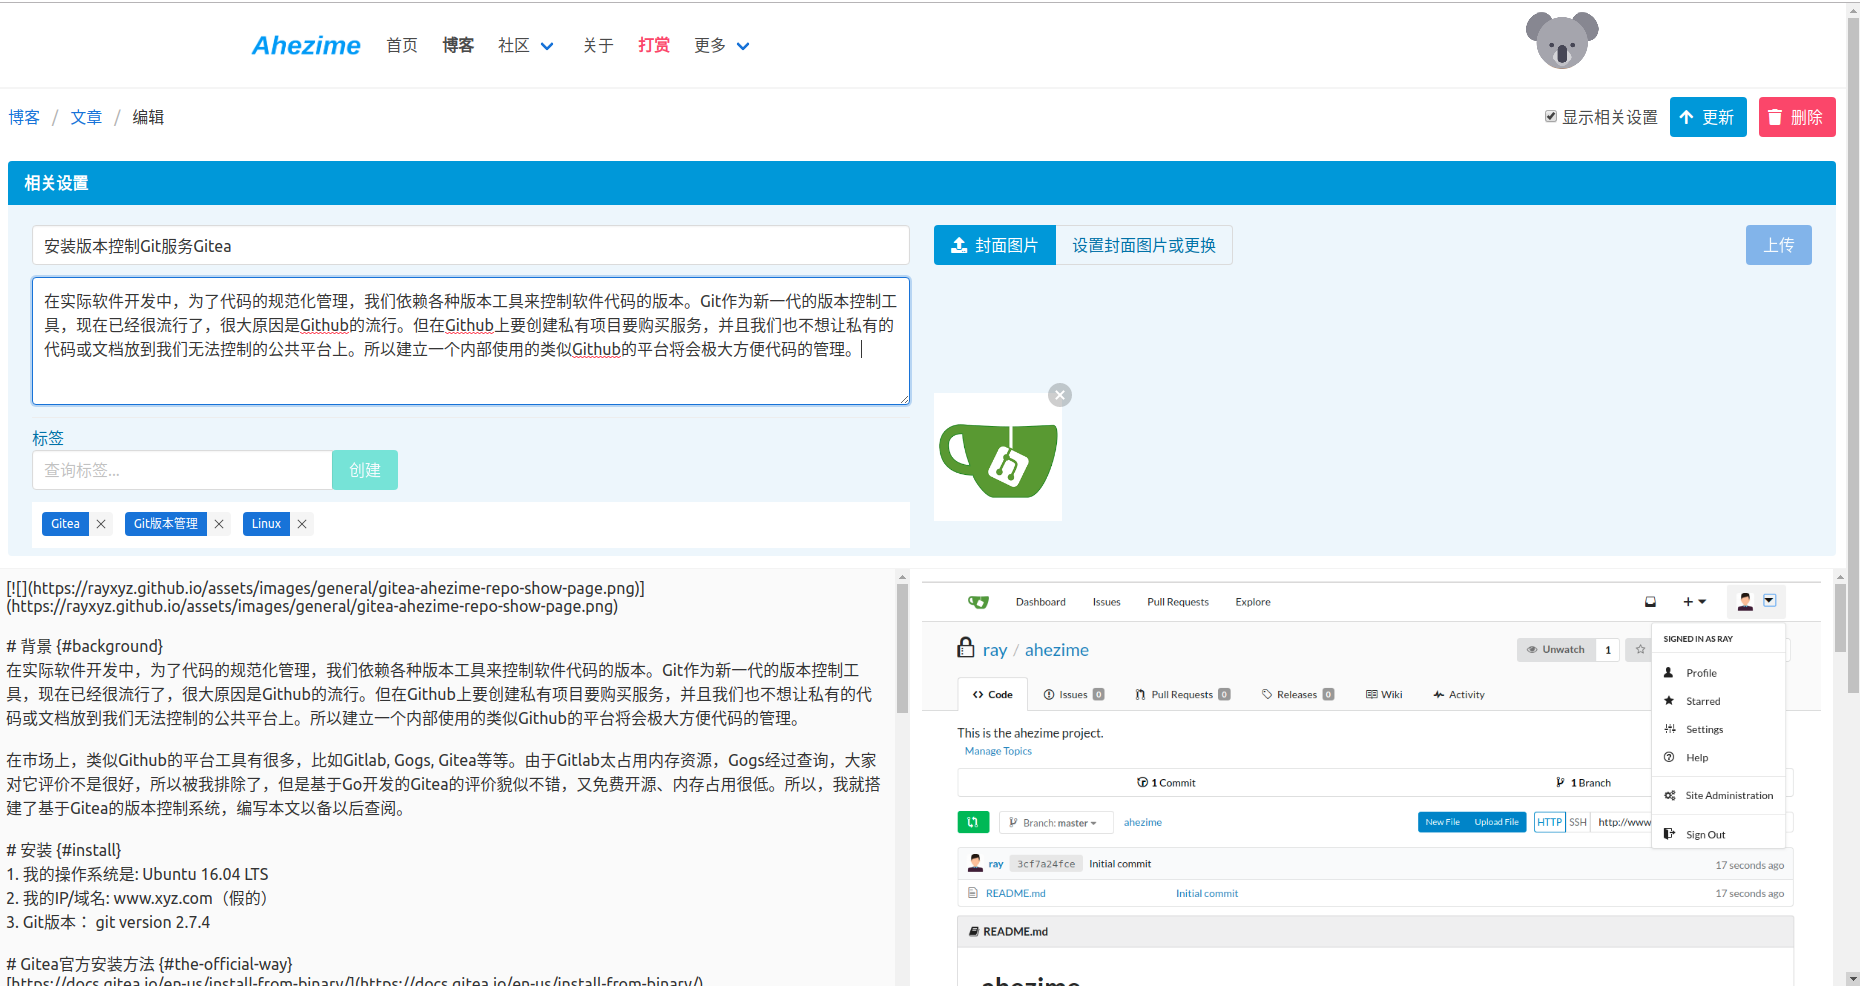 Ahezime 首页 博客 社区 关于 打赏 更多
博客 / 文章 / 编辑 显示相关设置 更新 删除
相关设置
安装版本控制Git服务Gitea
在实际软件开发中，为了代码的规范化管理，我们依赖各种版本工具来控制软件代码的版本。Git作为新一代的版本控制工
具，现在已经很流行了，很大原因是Github的流行。但在Github上要创建私有项目要购买服务，并且我们也不想让私有的
代码或文档放到我们无法控制的公共平台上。所以建立一个内部使用的类似Github的平台将会极大方便代码的管理。
标签
查询标签...
创建
Gitea Git版本管理 Linux
封面图片 设置封面图片或更换 上传
[![](https://rayxyz.github.io/assets/images/general/gitea-ahezime-repo-show-page.png)]
(https://rayxyz.github.io/assets/images/general/gitea-ahezime-repo-show-page.png)
# 背景 {#background}
在实际软件开发中，为了代码的规范化管理，我们依赖各种版本工具来控制软件代码的版本。Git作为新一代的版本控制工
具，现在已经很流行了，很大原因是Github的流行。但在Github上要创建私有项目要购买服务，并且我们也不想让私有的代
码或文档放到我们无法控制的公共平台上。所以建立一个内部使用的类似Github的平台将会极大方便代码的管理。
在市场上，类似Github的平台工具有很多，比如Gitlab, Gogs, Gitea等等。由于Gitlab太占用内存资源，Gogs经过查询，大家
对它评价不是很好，所以被我排除了，但是基于Go开发的Gitea的评价貌似不错，又免费开源、内存占用很低。所以，我就搭
建了基于Gitea的版本控制系统，编写本文以备以后查阅。
# 安装 {#install}
1. 我的操作系统是: Ubuntu 16.04 LTS
2. 我的IP/域名: www.xyz.com（假的）
3. Git版本： git version 2.7.4
# Gitea官方安装方法 {#the-official-way}
[https://docs.gitea.io/en-us/install-from-binary/](https://docs.gitea.io/en-us/install-from-binary/)
Dashboard Issues Pull Requests Explore
ray / ahezime
Unwatch 1
Code Issues 0 Pull Requests 0 Releases 0 Wiki Activity
This is the ahezime project.
Manage Topics
1 Commit 1 Branch
Branch: master ahezime New File Upload File HTTP SSH http://www
ray 3cf7a24fce Initial commit 17 seconds ago
README.md Initial commit 17 seconds ago
README.md
ahezime
SIGNED IN AS RAY
Profile
Starred
Settings
Help
Site Administration
Sign Out